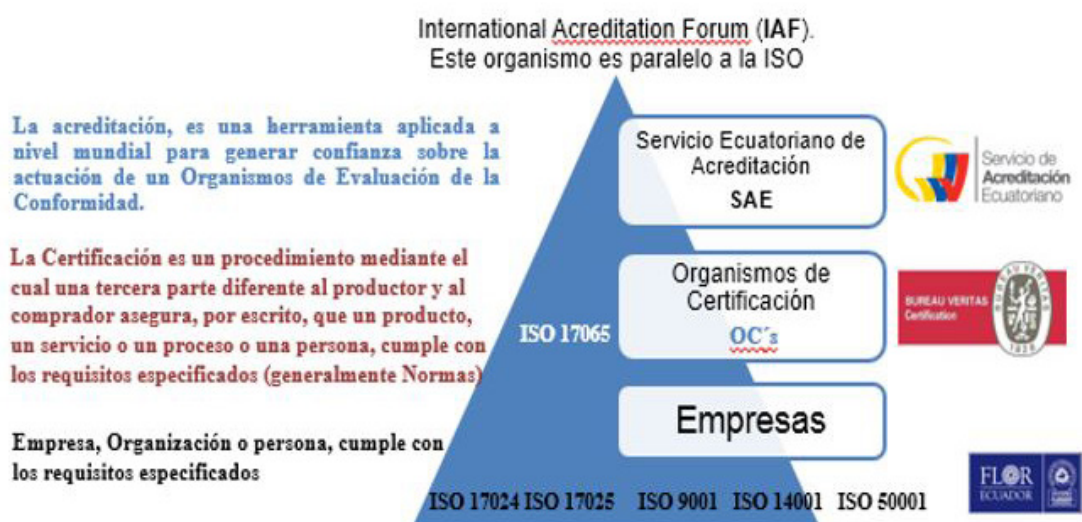 International Acreditation Forum (IAF).
Este organismo es paralelo a la ISO
La acreditación, es una herramienta aplicada a
nivel mundial para generar confianza sobre la
actuación de un Organismos de Evaluación de la
Conformidad.
Servicio Ecuatoriano de
Acreditación
SAE
Servicio de
Acreditación
Ecuatoriano
La Certificación es un procedimiento mediante el
cual una tercera parte diferente al productor y al
comprador asegura, por escrito, que un producto,
un servicio o un proceso o una persona, cumple con
los requisitos especificados (generalmente Normas)
ISO 17065
Organismos de
Certificación
OC´s
BUREAU VERITAS
Certification
BUREAU VERITAS
1828
Empresa, Organización o persona, cumple con
los requisitos especificados
Empresas
FLOR
ECUADOR
ISO 17024 ISO 17025 ISO 9001 ISO 14001 ISO 50001